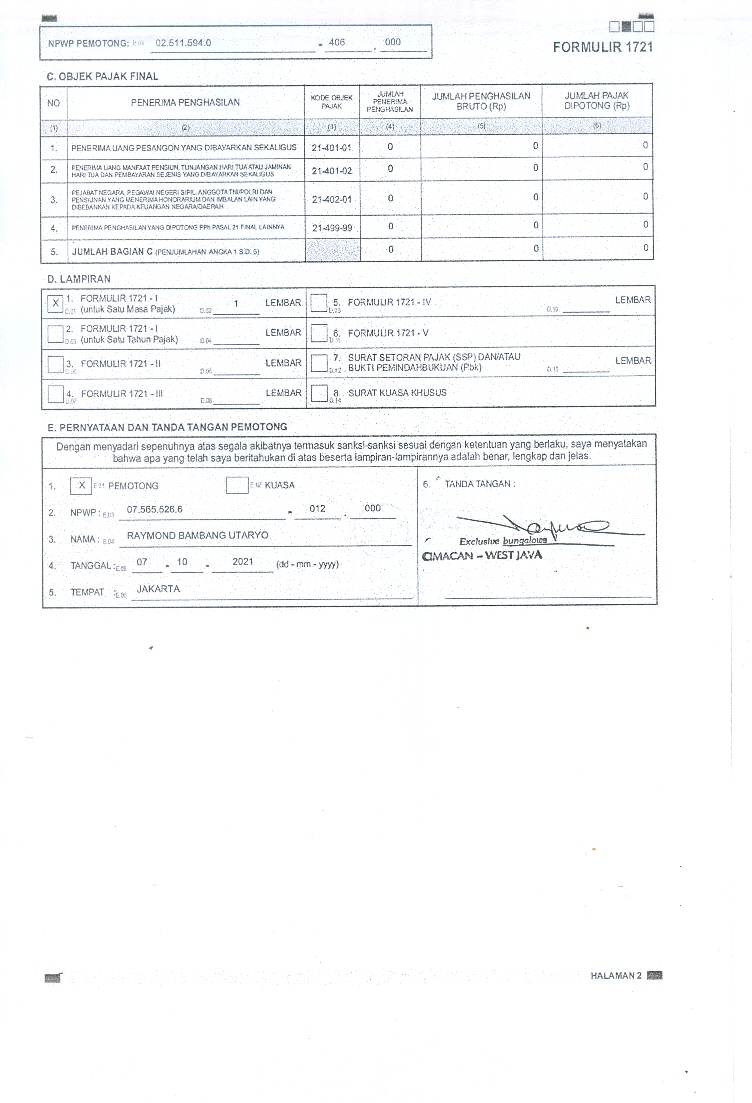 NPWP PEMOTONG: 02.511.594.0 - 406 . 000
FORMULIR 1721
C. OBJEK PAJAK FINAL
NO PENERIMA PENGHASILAN KODE OBJEK PAJAK JUMLAH PENERIMA PENGHASILAN JUMLAH PENGHASILAN BRUTO (Rp) JUMLAH PAJAK DIPOTONG (Rp)
(1) (2) (3) (4) (5) (6)
1. PENERIMA UANG PESANGON YANG DIBAYARKAN SEKALIGUS 21-401-01 0 0 0
2. PENERIMA UANG MANFAAT PENSIUN, TUNJANGAN HARI TUA ATAU JAMINAN
HARI TUA DAN PEMBAYARAN SEJENIS YANG DIBAYARKAN SEKALIGUS 21-401-02 0 0 0
3. PEJABAT NEGARA, PEGAWAI NEGERI SIPIL, ANGGOTA TNI/POLRI DAN
PENSIUNAN YANG MENERIMA HONORARIUM DAN IMBALAN LAIN YANG
DIBEBANKAN KEPADA KEUANGAN NEGARA/DAERAH 21-402-01 0 0 0
4. PENERIMA PENGHASILAN YANG DIPOTONG PPh PASAL 21 FINAL LAINNYA 21-499-99 0 0 0
5. JUMLAH BAGIAN C (PENJUMLAHAN ANGKA 1 S.D. 5) 0 0 0
D. LAMPIRAN
X D.01 1. FORMULIR 1721 - I
(untuk Satu Masa Pajak) D.02 1 LEMBAR
D.03 2. FORMULIR 1721 - I
(untuk Satu Tahun Pajak) D.04 LEMBAR
3. FORMULIR 1721 - II LEMBAR
4. FORMULIR 1721 - III LEMBAR
5. FORMULIR 1721 - IV D.10 LEMBAR
6. FORMULIR 1721 - V
D.12 7. SURAT SETORAN PAJAK (SSP) DAN/ATAU
BUKTI PEMINDAHBUKUAN (Pbk) D.13 LEMBAR
D.14 8. SURAT KUASA KHUSUS
E. PERNYATAAN DAN TANDA TANGAN PEMOTONG
Dengan menyadari sepenuhnya atas segala akibatnya termasuk sanksi-sanksi sesuai dengan ketentuan yang berlaku, saya menyatakan
bahwa apa yang telah saya beritahukan di atas beserta lampiran-lampirannya adalah benar, lengkap dan jelas.
1. X E.01 PEMOTONG E.02 KUASA
2. NPWP : E.03 07.565.526.6 - 012 . 000
3. NAMA : E.04 RAYMOND BAMBANG UTARYO
4. TANGGAL : E.05 07 - 10 - 2021 (dd - mm - yyyy)
5. TEMPAT : E.06 JAKARTA
6. TANDA TANGAN :
Exclusive bungalows
CIMACAN - WEST JAVA
HALAMAN 2